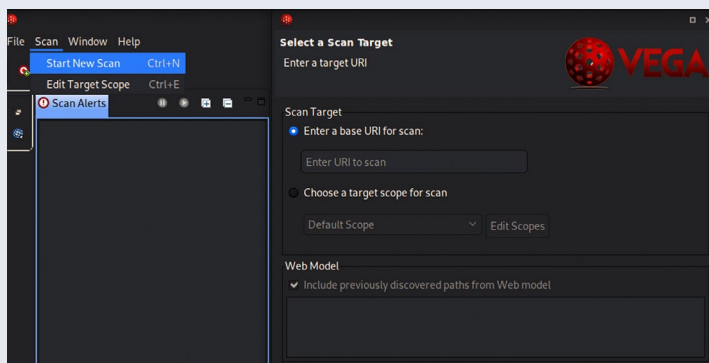 File Scan Window Help
Start New Scan Ctrl+N
Edit Target Scope Ctrl+E
Scan Alerts
Select a Scan Target
Enter a target URI
VEGA
Scan Target
Enter a base URI for scan:
Enter URI to scan
Choose a target scope for scan
Default Scope Edit Scopes
Web Model
Include previously discovered paths from Web model